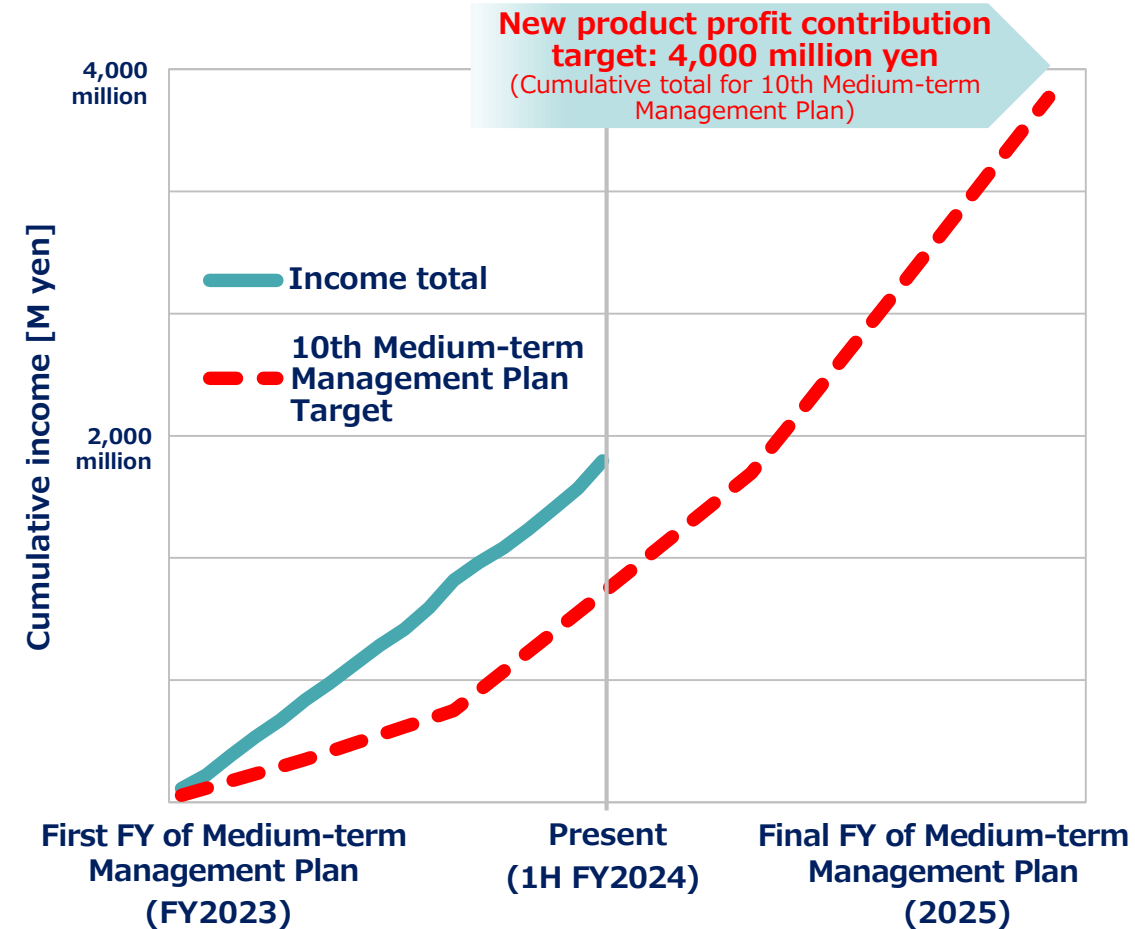 New product profit contribution
target: 4,000 million yen
(Cumulative total for 10th Medium-term
Management Plan)
4,000
million
2,000
million
Cumulative income [M yen]
Income total
10th Medium-term
Management Plan
Target
First FY of Medium-term
Management Plan
(FY2023)
Present
(1H FY2024)
Final FY of Medium-term
Management Plan
(2025)